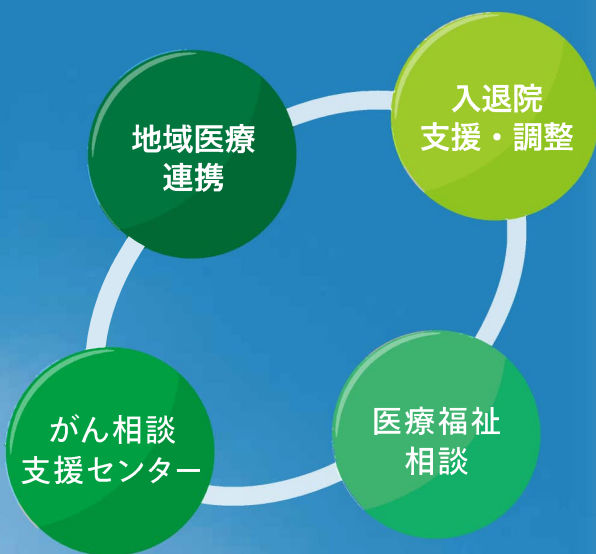 地域医療
連携
入退院
支援・調整
がん相談
支援センター
医療福祉
相談